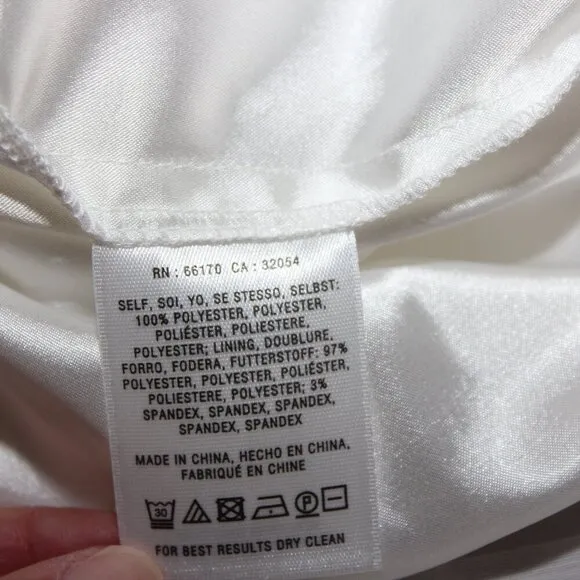 RN : 66170 CA : 32054
SELF, SOI, YO, SE STESSO, SELBST:
100% POLYESTER, POLYESTER,
POLIÉSTER, POLIESTERE,
POLYESTER; LINING, DOUBLURE,
FORRO, FODERA, FUTTERSTOFF: 97%
POLYESTER, POLYESTER, POLIÉSTER,
POLIESTERE, POLYESTER; 3%
SPANDEX, SPANDEX, SPANDEX,
SPANDEX, SPANDEX
MADE IN CHINA, HECHO EN CHINA,
FABRIQUÉ EN CHINE
30 P
FOR BEST RESULTS DRY CLEAN